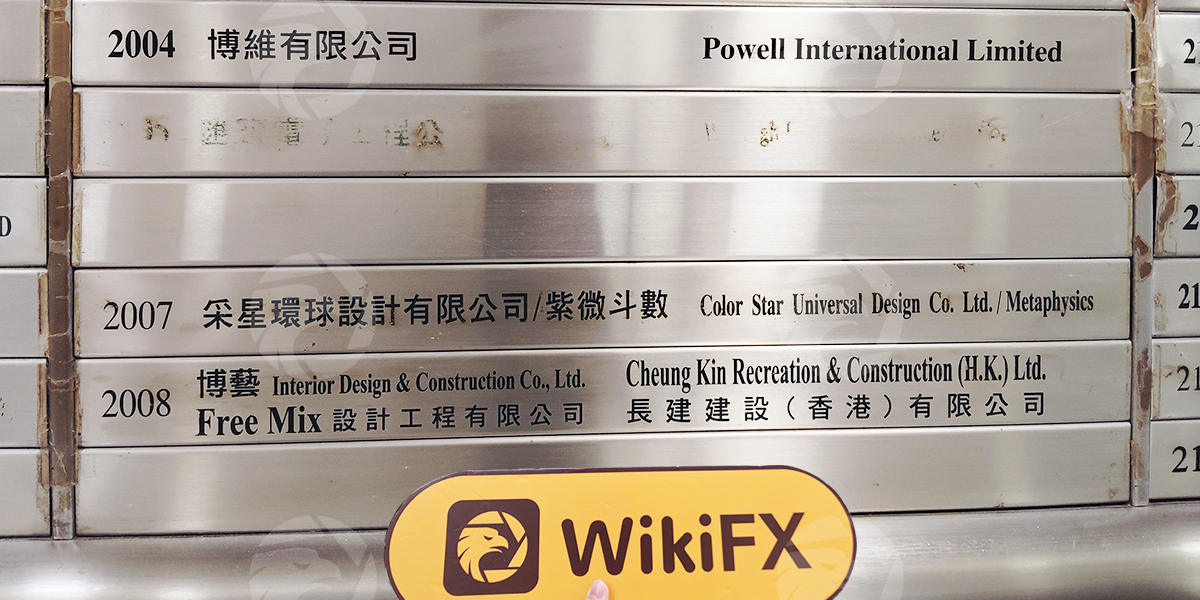 2004 博維有限公司 Powell International Limited
2007 采星環球設計有限公司/紫微斗數 Color Star Universal Design Co. Ltd. / Metaphysics
2008 博藝 Interior Design & Construction Co., Ltd. Cheung Kin Recreation & Construction (H.K.) Ltd.
Free Mix 設計工程有限公司 長建建設（香港）有限公司
WikiFX